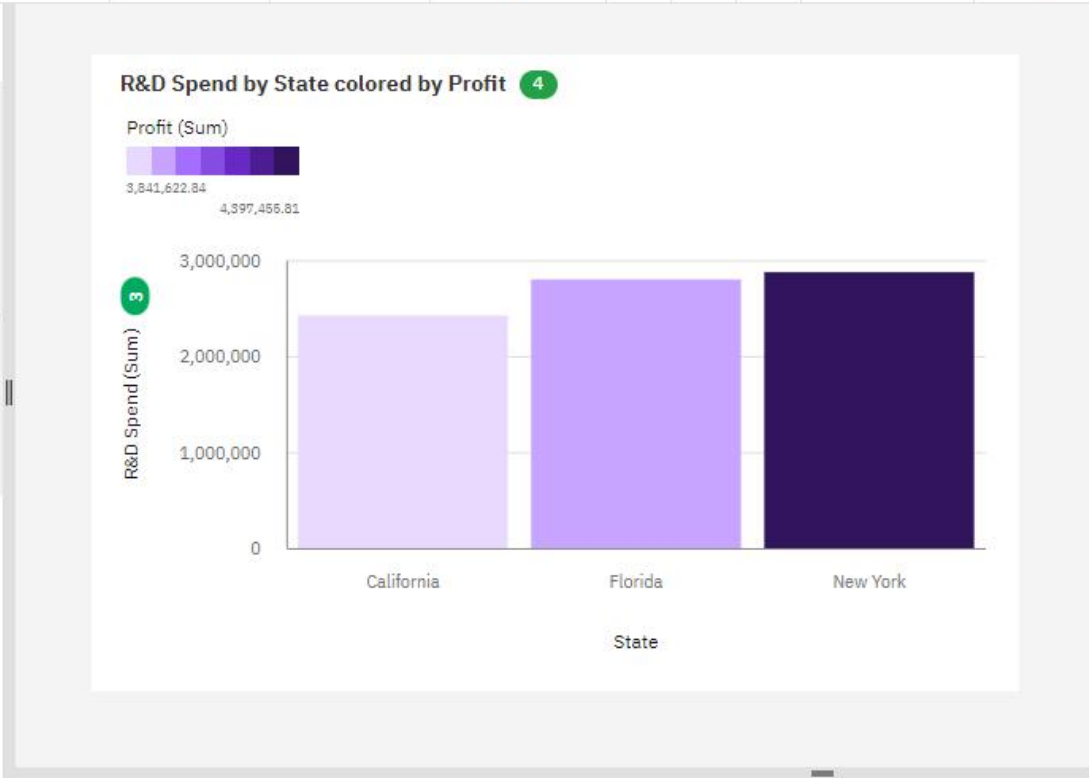 R&D Spend by State colored by Profit 4
Profit (Sum)
3,841,622.84
4,397,455.81
3,000,000
2,000,000
1,000,000
0
R&D Spend (Sum) 3
California Florida New York
State